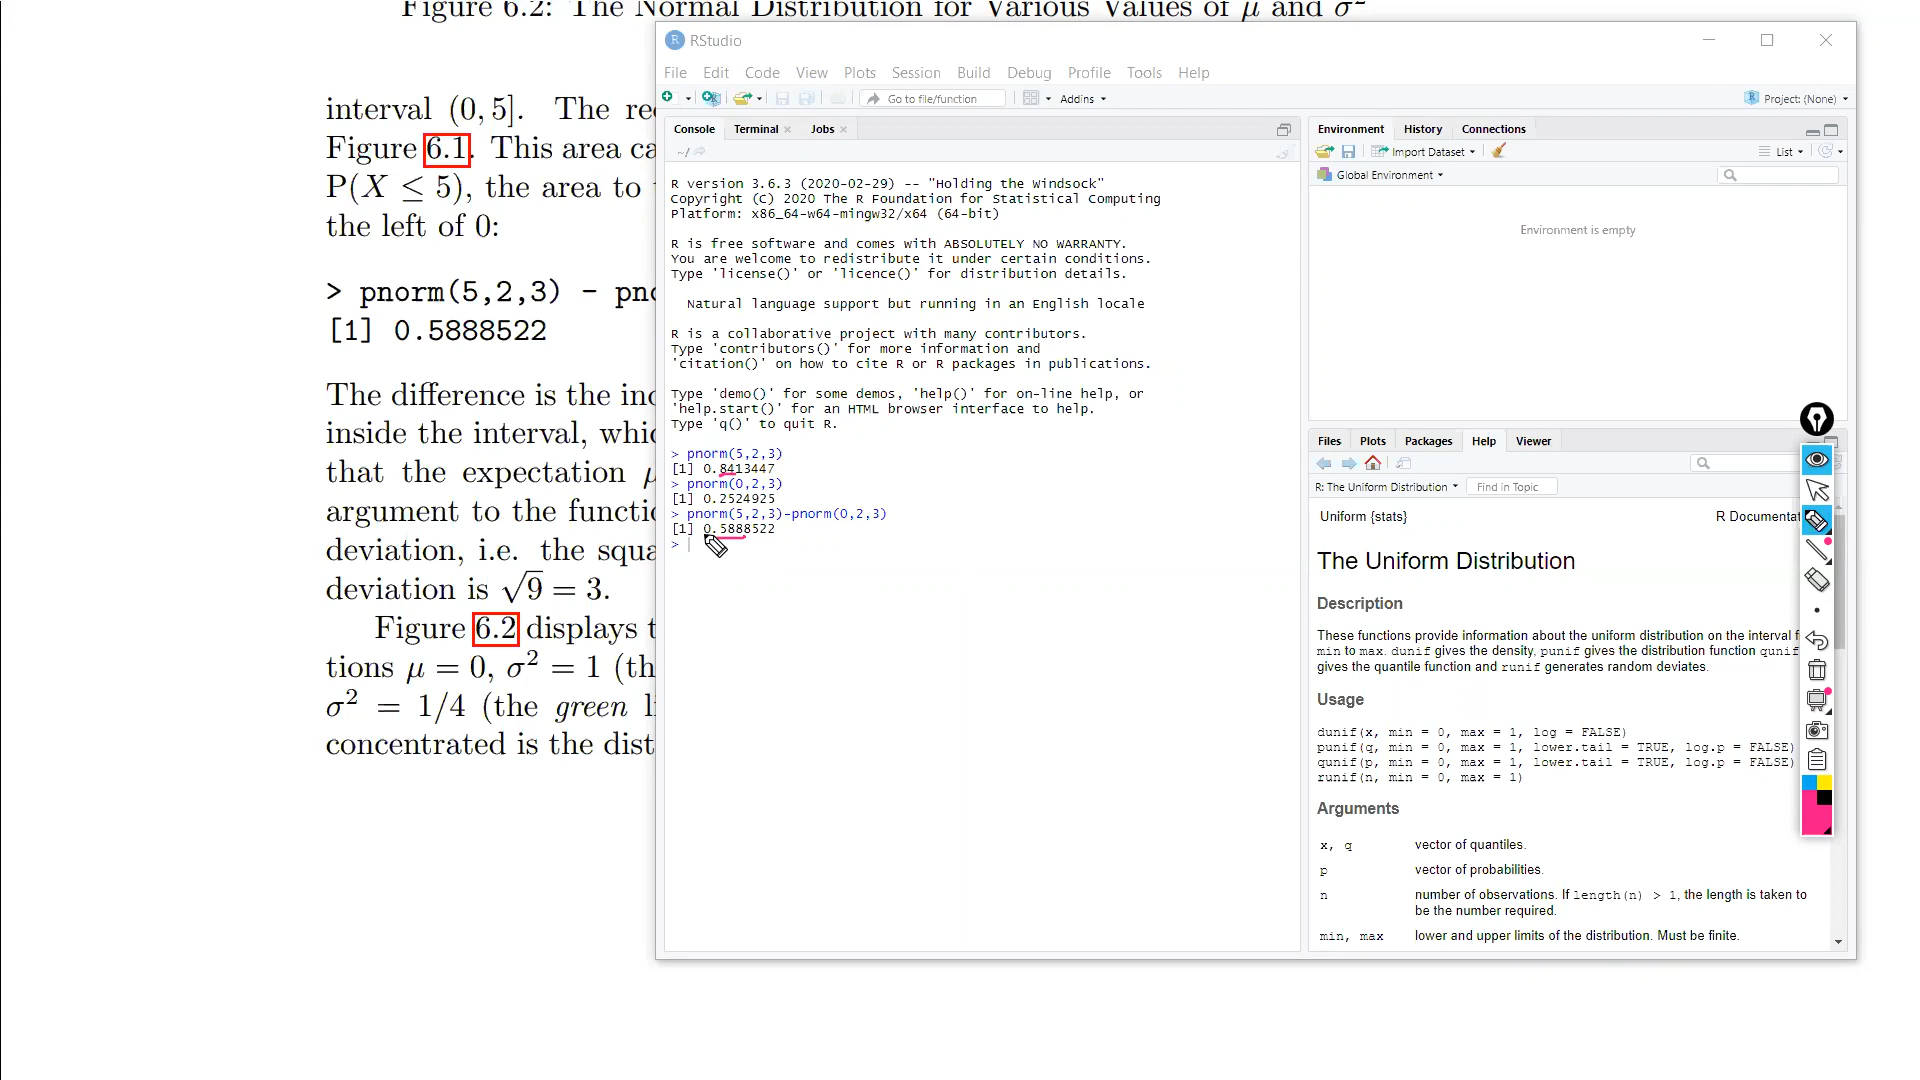 Figure 6.2: The Normal Distribution for Various Values of μ and σ²
interval (0, 5]. The
Figure 6.1. This area
P(X ≤ 5), the area to
the left of 0:
> pnorm(5,2,3) -
[1] 0.5888522
The difference is the
inside the interval,
that the expectation
argument to the
deviation, i.e. the
deviation is √9 = 3.
Figure 6.2 displays
tions μ = 0, σ² = 1
σ² = 1/4 (the green
concentrated is the
RStudio
File Edit Code View Plots Session Build Debug Profile Tools Help
Go to file/function Addins Project: (None)
Console Terminal Jobs
~/
R version 3.6.3 (2020-02-29) -- "Holding the Windsock"
Copyright (C) 2020 The R Foundation for Statistical Computing
Platform: x86_64-w64-mingw32/x64 (64-bit)
R is free software and comes with ABSOLUTELY NO WARRANTY.
You are welcome to redistribute it under certain conditions.
Type 'license()' or 'licence()' for distribution details.
Natural language support but running in an English locale
R is a collaborative project with many contributors.
Type 'contributors()' for more information and
'citation()' on how to cite R or R packages in publications.
Type 'demo()' for some demos, 'help()' for on-line help, or
'help.start()' for an HTML browser interface to help.
Type 'q()' to quit R.
> pnorm(5,2,3)
[1] 0.8413447
> pnorm(0,2,3)
[1] 0.2524925
> pnorm(5,2,3)-pnorm(0,2,3)
[1] 0.5888522
>
Environment History Connections
Import Dataset List
Global Environment
Environment is empty
Files Plots Packages Help Viewer
R: The Uniform Distribution Find in Topic
Uniform {stats} R
The Uniform Distribution
Description
These functions provide information about the uniform distribution on the interval
min to max. dunif gives the density, punif gives the distribution function qunif
gives the quantile function and runif generates random deviates.
Usage
dunif(x, min = 0, max = 1, log = FALSE)
punif(q, min = 0, max = 1, lower.tail = TRUE, log.p = FALSE)
qunif(p, min = 0, max = 1, lower.tail = TRUE, log.p = FALSE)
runif(n, min = 0, max = 1)
Arguments
x, q vector of quantiles.
p vector of probabilities.
n number of observations. If length(n) > 1, the length is taken to
be the number required.
min, max lower and upper limits of the distribution. Must be finite.